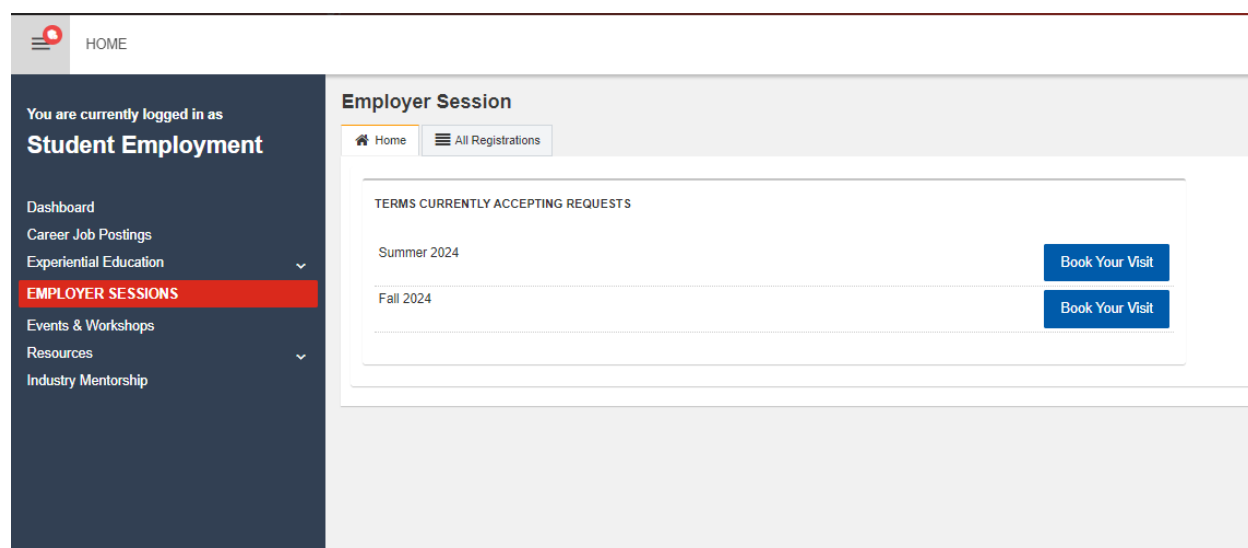 HOME
You are currently logged in as
Student Employment
Dashboard
Career Job Postings
Experiential Education
EMPLOYER SESSIONS
Events & Workshops
Resources
Industry Mentorship
Employer Session
Home
All Registrations
TERMS CURRENTLY ACCEPTING REQUESTS
Summer 2024
Book Your Visit
Fall 2024
Book Your Visit